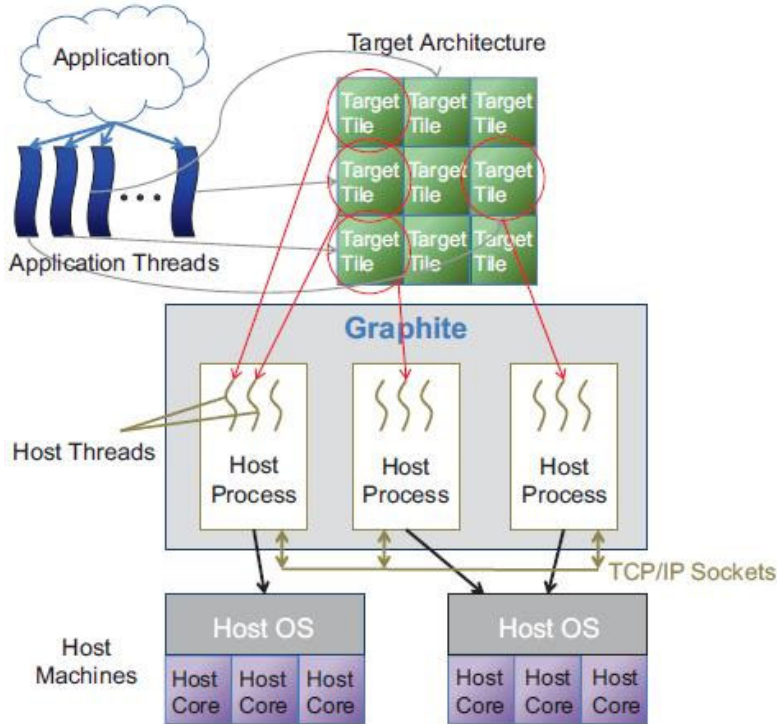 Application
Target Architecture
Target Target Target
Tile Tile Tile
Target Target Target
Tile Tile Tile
Target Target Target
Tile Tile Tile
Application Threads
Graphite
Host Threads
Host Host Host
Process Process Process
TCP/IP Sockets
Host OS Host OS
Host
Machines
Host Host Host Host Host Host
Core Core Core Core Core Core